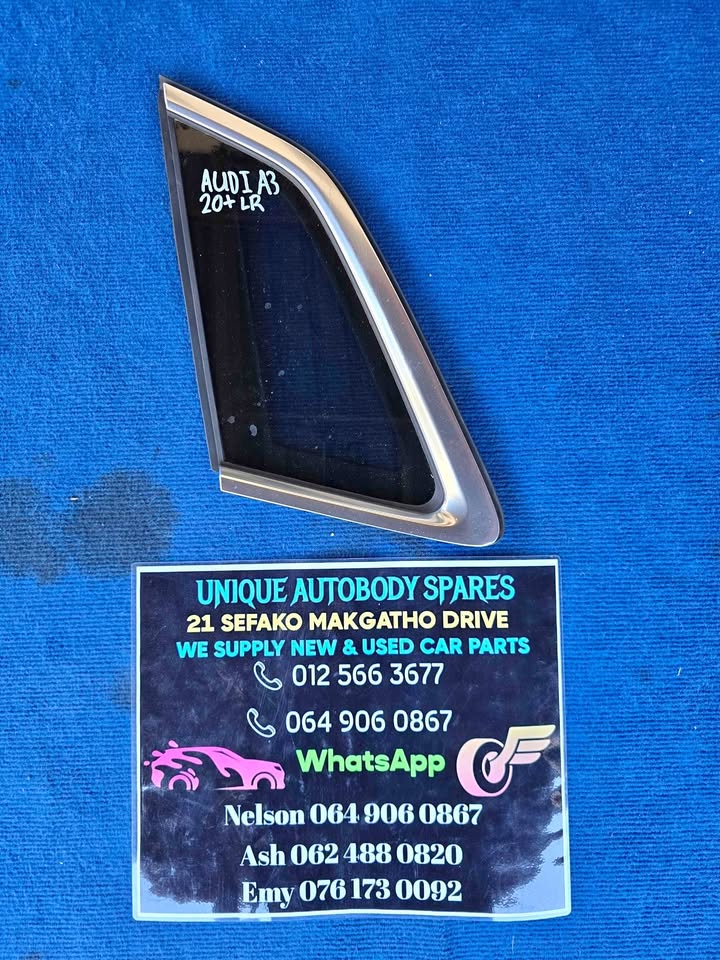 AUDI A3
20+ LR
UNIQUE AUTOBODY SPARES
21 SEFAKO MAKGATHO DRIVE
WE SUPPLY NEW & USED CAR PARTS
012 566 3677
064 906 0867
WhatsApp
Nelson 064 906 0867
Ash 062 488 0820
Emy 076 173 0092